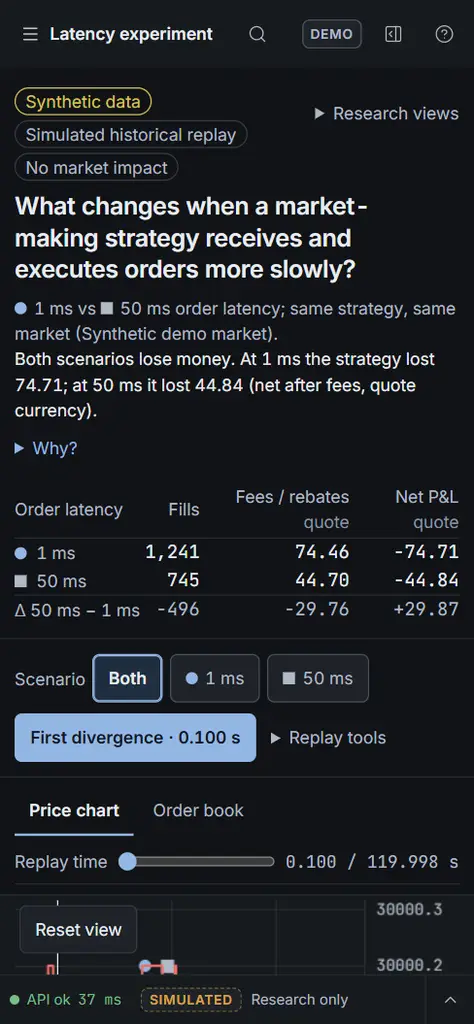 Latency experiment
DEMO
Synthetic data
Research views
Simulated historical replay
No market impact
What changes when a market-
making strategy receives and
executes orders more slowly?
1 ms vs 50 ms order latency; same strategy, same
market (Synthetic demo market).
Both scenarios lose money. At 1 ms the strategy lost
74.71; at 50 ms it lost 44.84 (net after fees, quote
currency).
Why?
Order latency Fills Fees / rebates quote Net P&L quote
1 ms 1,241 74.46 -74.71
50 ms 745 44.70 -44.84
Δ 50 ms − 1 ms -496 -29.76 +29.87
Scenario Both 1 ms 50 ms
First divergence · 0.100 s Replay tools
Price chart Order book
Replay time 0.100 / 119.998 s
30000.3
Reset view
30000.2
API ok 37 ms SIMULATED Research only